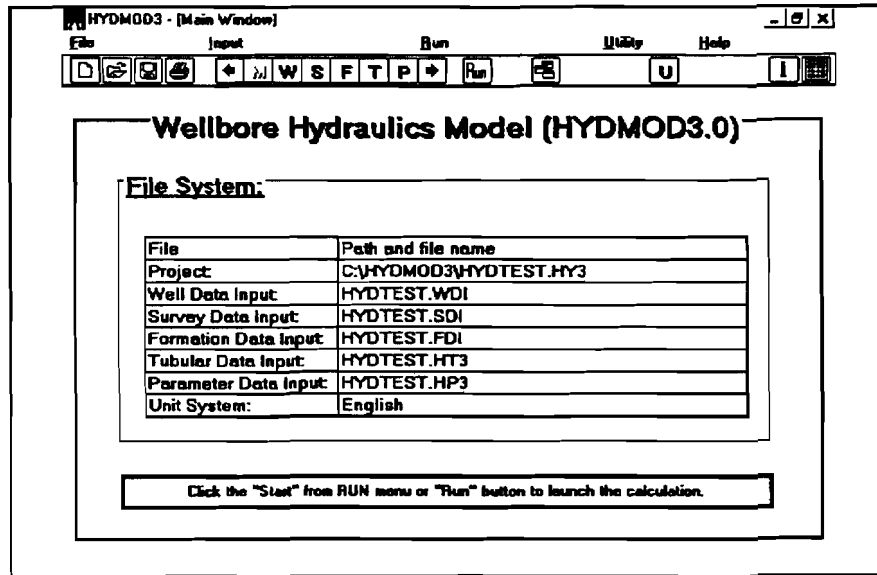 HYDMOD3 - [Main Window]
File Input Run Utility Help
W S F T P Run U I
Wellbore Hydraulics Model (HYDMOD3.0)
File System:
File Path and file name
Project: C:\HYDMOD3\HYDTEST.HY3
Well Data Input: HYDTEST.WDI
Survey Data Input: HYDTEST.SDI
Formation Data Input: HYDTEST.FDI
Tubular Data Input: HYDTEST.HT3
Parameter Data Input: HYDTEST.HP3
Unit System: English
Click the "Start" from RUN menu or "Run" button to launch the calculation.